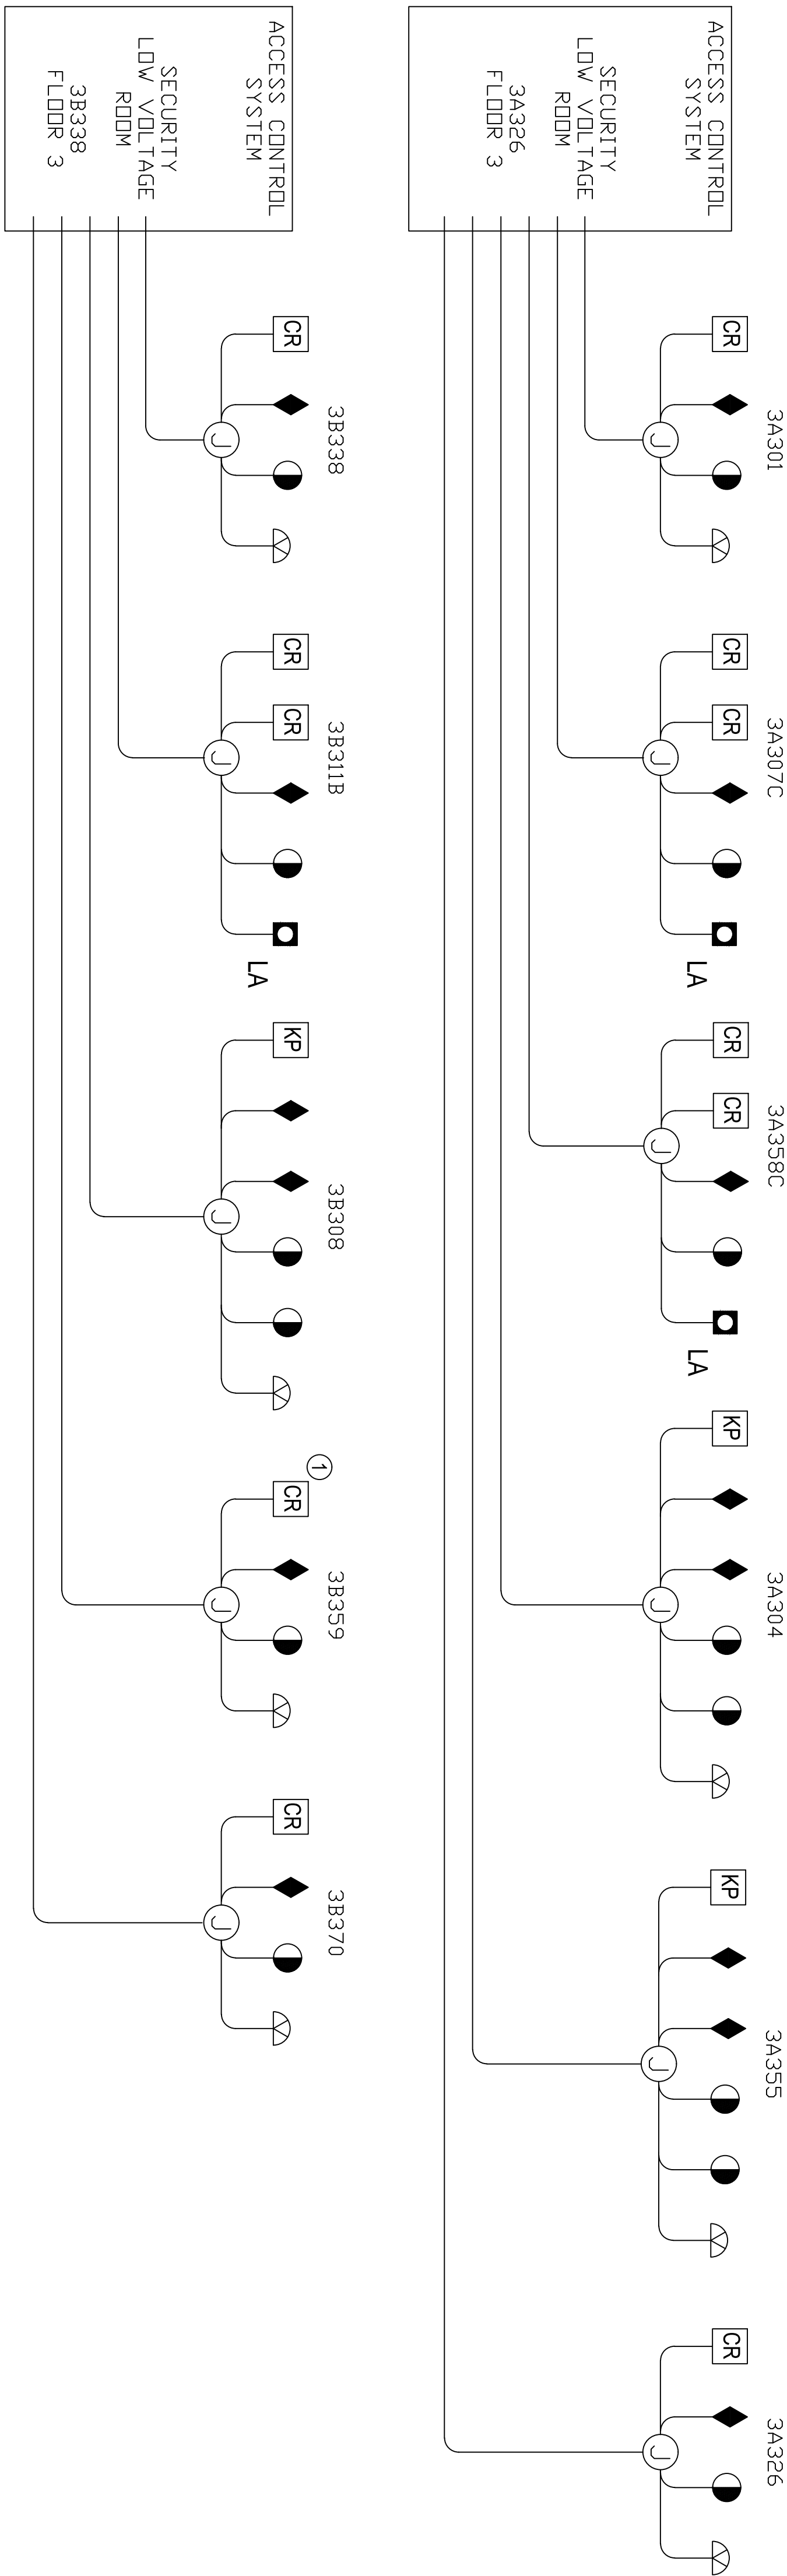 ACCESS CONTROL
SYSTEM
SECURITY
LOW VOLTAGE
ROOM
3A326
FLOOR 3
3A301
CR
J
3A307C
CR
CR
J
LA
3A358C
CR
CR
J
LA
3A304
KP
J
3A355
KP
J
3A326
CR
J
ACCESS CONTROL
SYSTEM
SECURITY
LOW VOLTAGE
ROOM
3B338
FLOOR 3
3B338
CR
J
3B311B
CR
CR
J
LA
3B308
KP
J
1
3B359
CR
J
3B370
CR
J